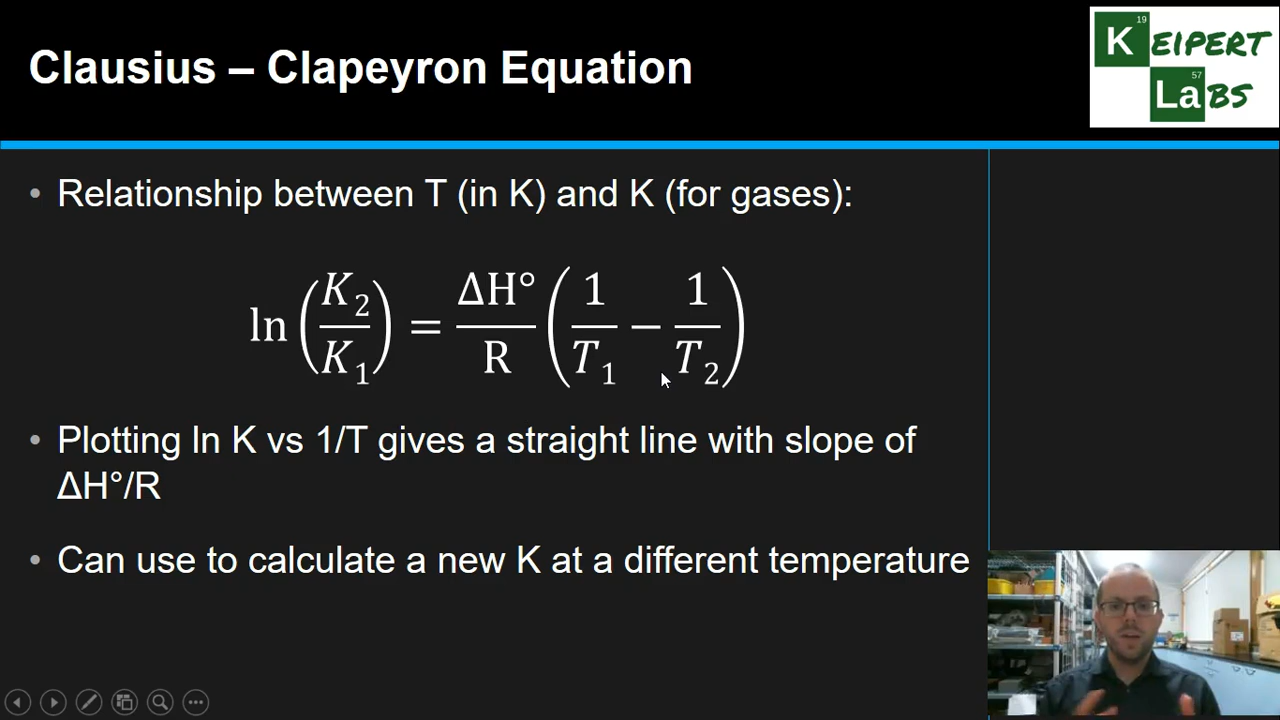 Clausius – Clapeyron Equation
19
KEIPERT
57
LaBS
• Relationship between T (in K) and K (for gases):
ln(K₂/K₁) = ΔH°/R (1/T₁ − 1/T₂)
• Plotting ln K vs 1/T gives a straight line with slope of
ΔH°/R
• Can use to calculate a new K at a different temperature